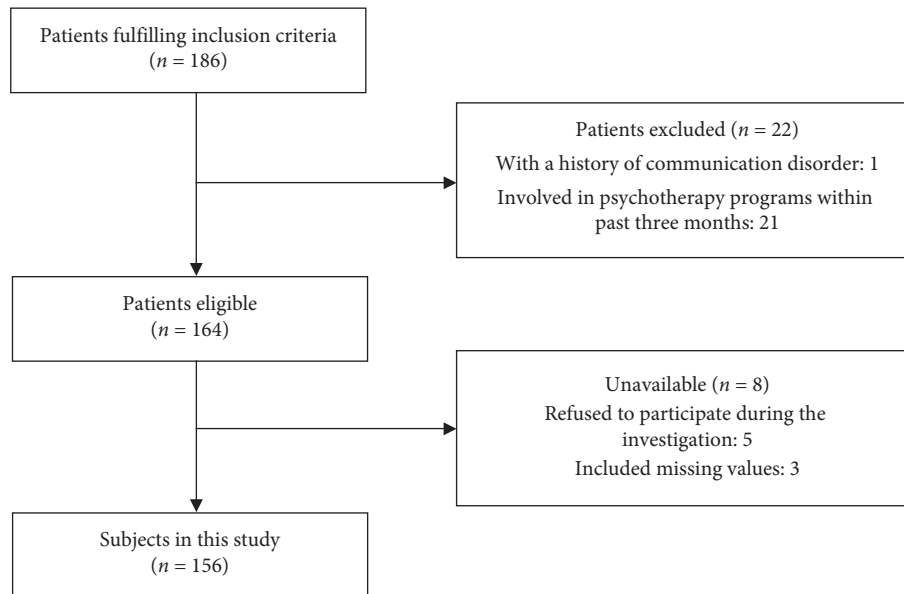 Patients fulfilling inclusion criteria
(n = 186)
Patients excluded (n = 22)
With a history of communication disorder: 1
Involved in psychotherapy programs within
past three months: 21
Patients eligible
(n = 164)
Unavailable (n = 8)
Refused to participate during the
investigation: 5
Included missing values: 3
Subjects in this study
(n = 156)